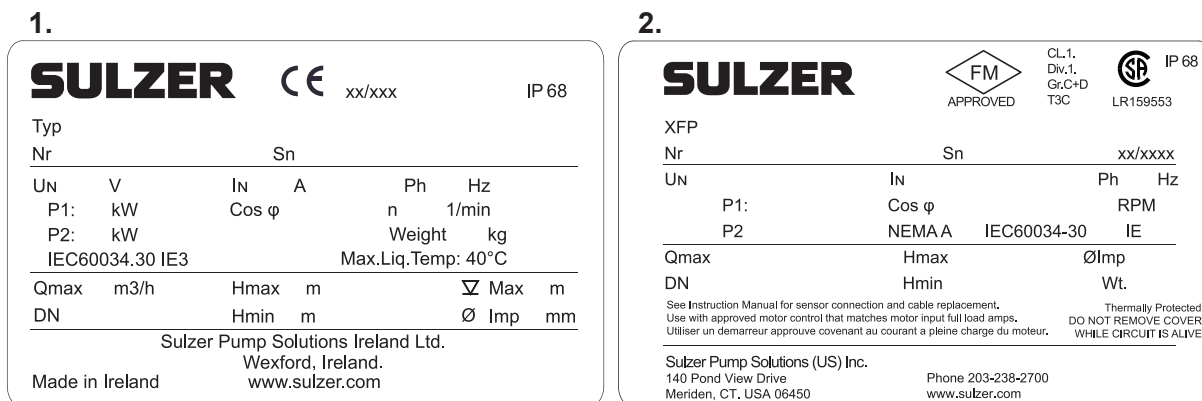 1.
SULZER CE xx/xxx IP 68
Typ
Nr Sn
UN V IN A Ph Hz
P1: kW Cos φ n 1/min
P2: kW Weight kg
IEC60034.30 IE3 Max.Liq.Temp: 40°C
Qmax m3/h Hmax m Max m
DN Hmin m Ø Imp mm
Sulzer Pump Solutions Ireland Ltd.
Wexford, Ireland.
Made in Ireland www.sulzer.com
2.
SULZER
FM
APPROVED
CL.1.
Div.1.
Gr.C+D
T3C
SA
LR159553
IP 68
XFP
Nr Sn xx/xxxx
UN IN Ph Hz
P1: Cos φ RPM
P2 NEMA A IEC60034-30 IE
Qmax Hmax ØImp
DN Hmin Wt.
See Instruction Manual for sensor connection and cable replacement.
Use with approved motor control that matches motor input full load amps.
Utiliser un demarreur approuve covenant au courant a pleine charge du moteur.
Thermally Protected
DO NOT REMOVE COVER
WHILE CIRCUIT IS ALIVE
Sulzer Pump Solutions (US) Inc.
140 Pond View Drive Phone 203-238-2700
Meriden, CT. USA 06450 www.sulzer.com